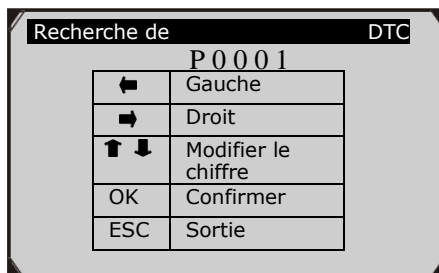 Recherche de DTC
P0001
← Gauche
→ Droit
↑ ↓ Modifier le
chiffre
OK Confirmer
ESC Sortie